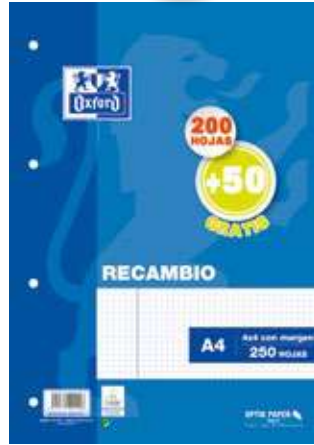 Oxford
200
HOJAS
+50
GRATIS
RECAMBIO
A4
4x4 con margen
250 HOJAS
OPTIK PAPER